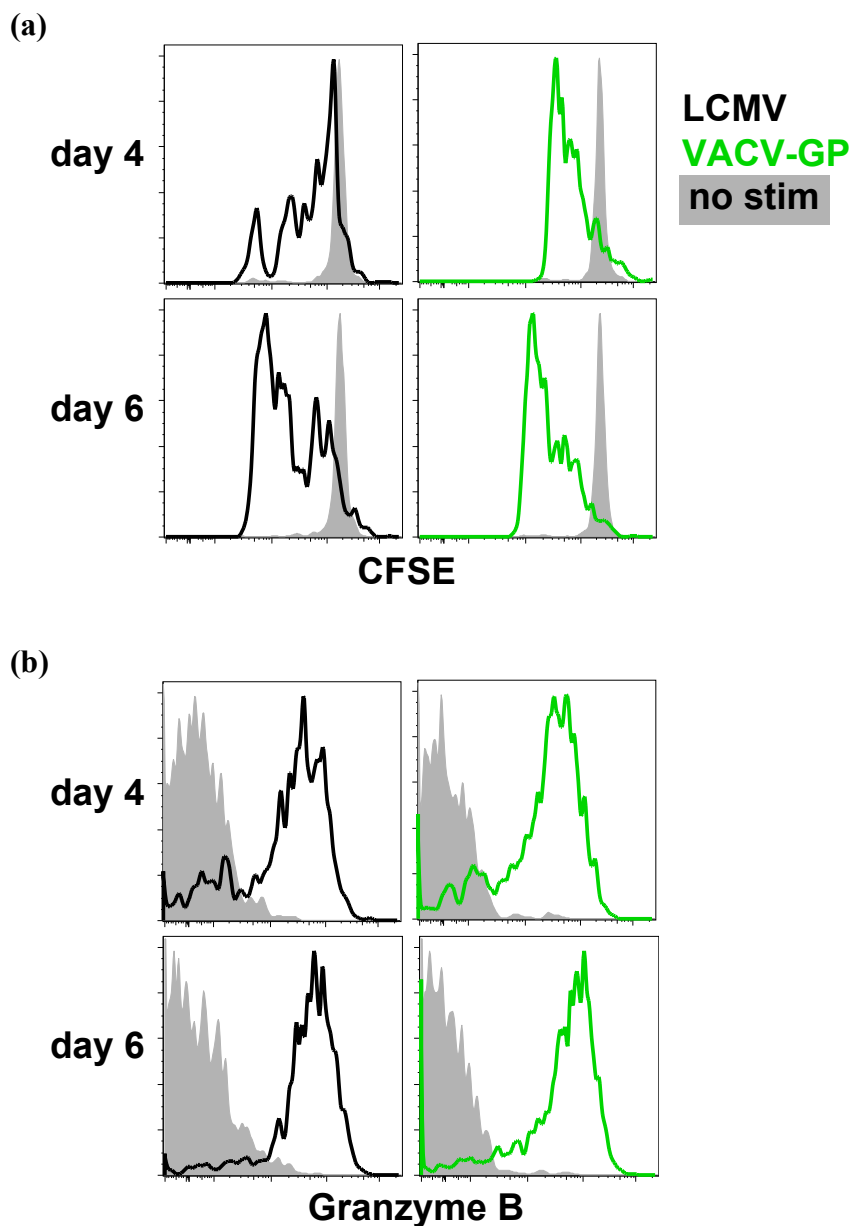 (a)
day 4
LCMV
VACV-GP
no stim
day 6
CFSE
(b)
day 4
day 6
Granzyme B